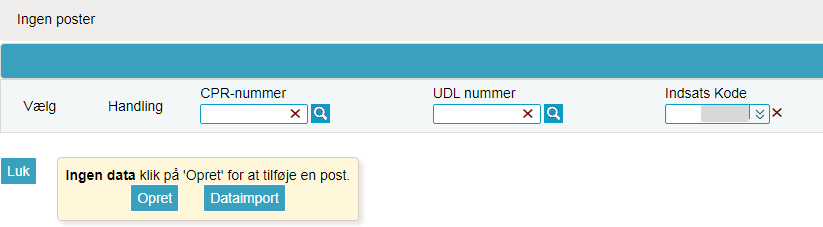 Ingen poster
Vælg Handling CPR-nummer UDL nummer Indsats Kode
Luk
Ingen data klik på 'Opret' for at tilføje en post.
Opret Dataimport